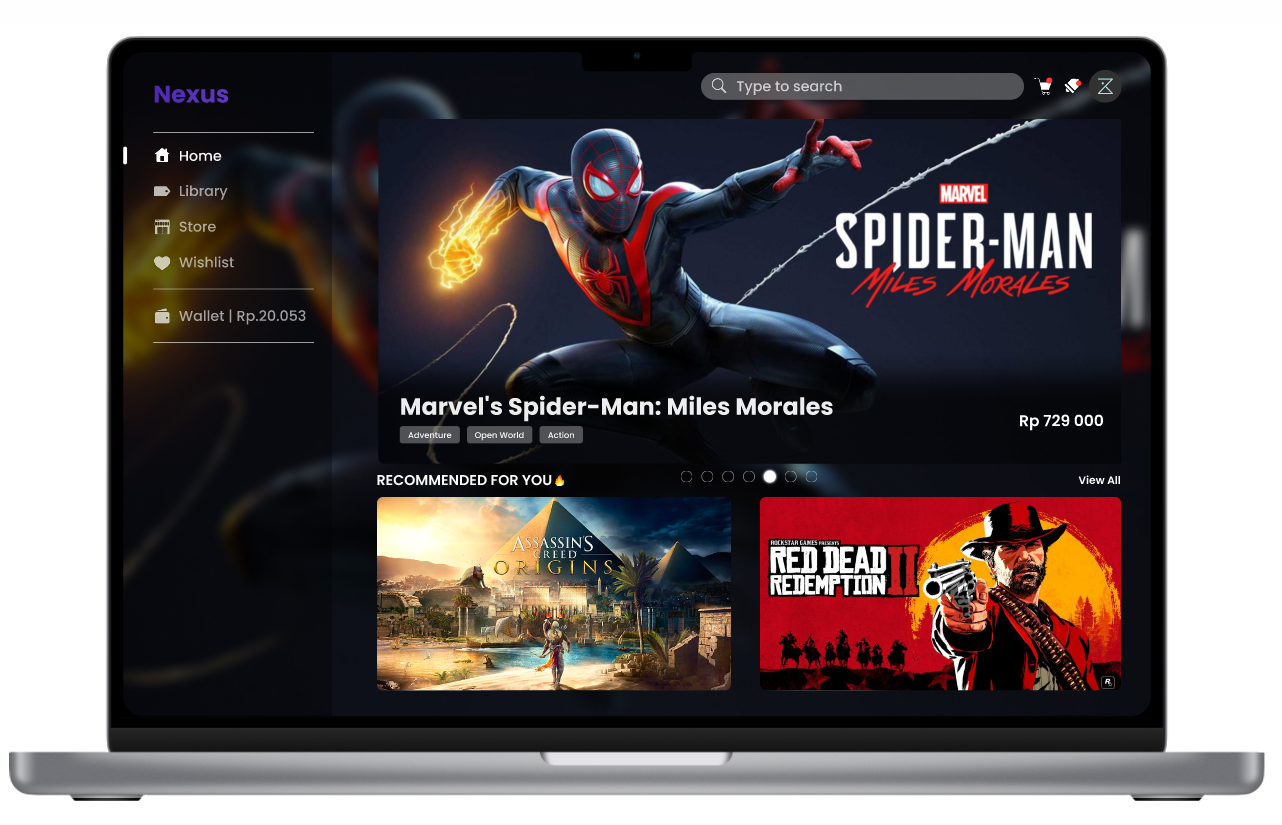 Nexus
Type to search
Home
Library
Store
Wishlist
Wallet | Rp.20.053
MARVEL
SPIDER-MAN
MILES MORALES
Marvel's Spider-Man: Miles Morales
Adventure
Open World
Action
Rp 729 000
RECOMMENDED FOR YOU🔥
View All
ASSASSIN'S
CREED
ORIGINS
ROCKSTAR GAMES PRESENTS
RED DEAD
REDEMPTION II